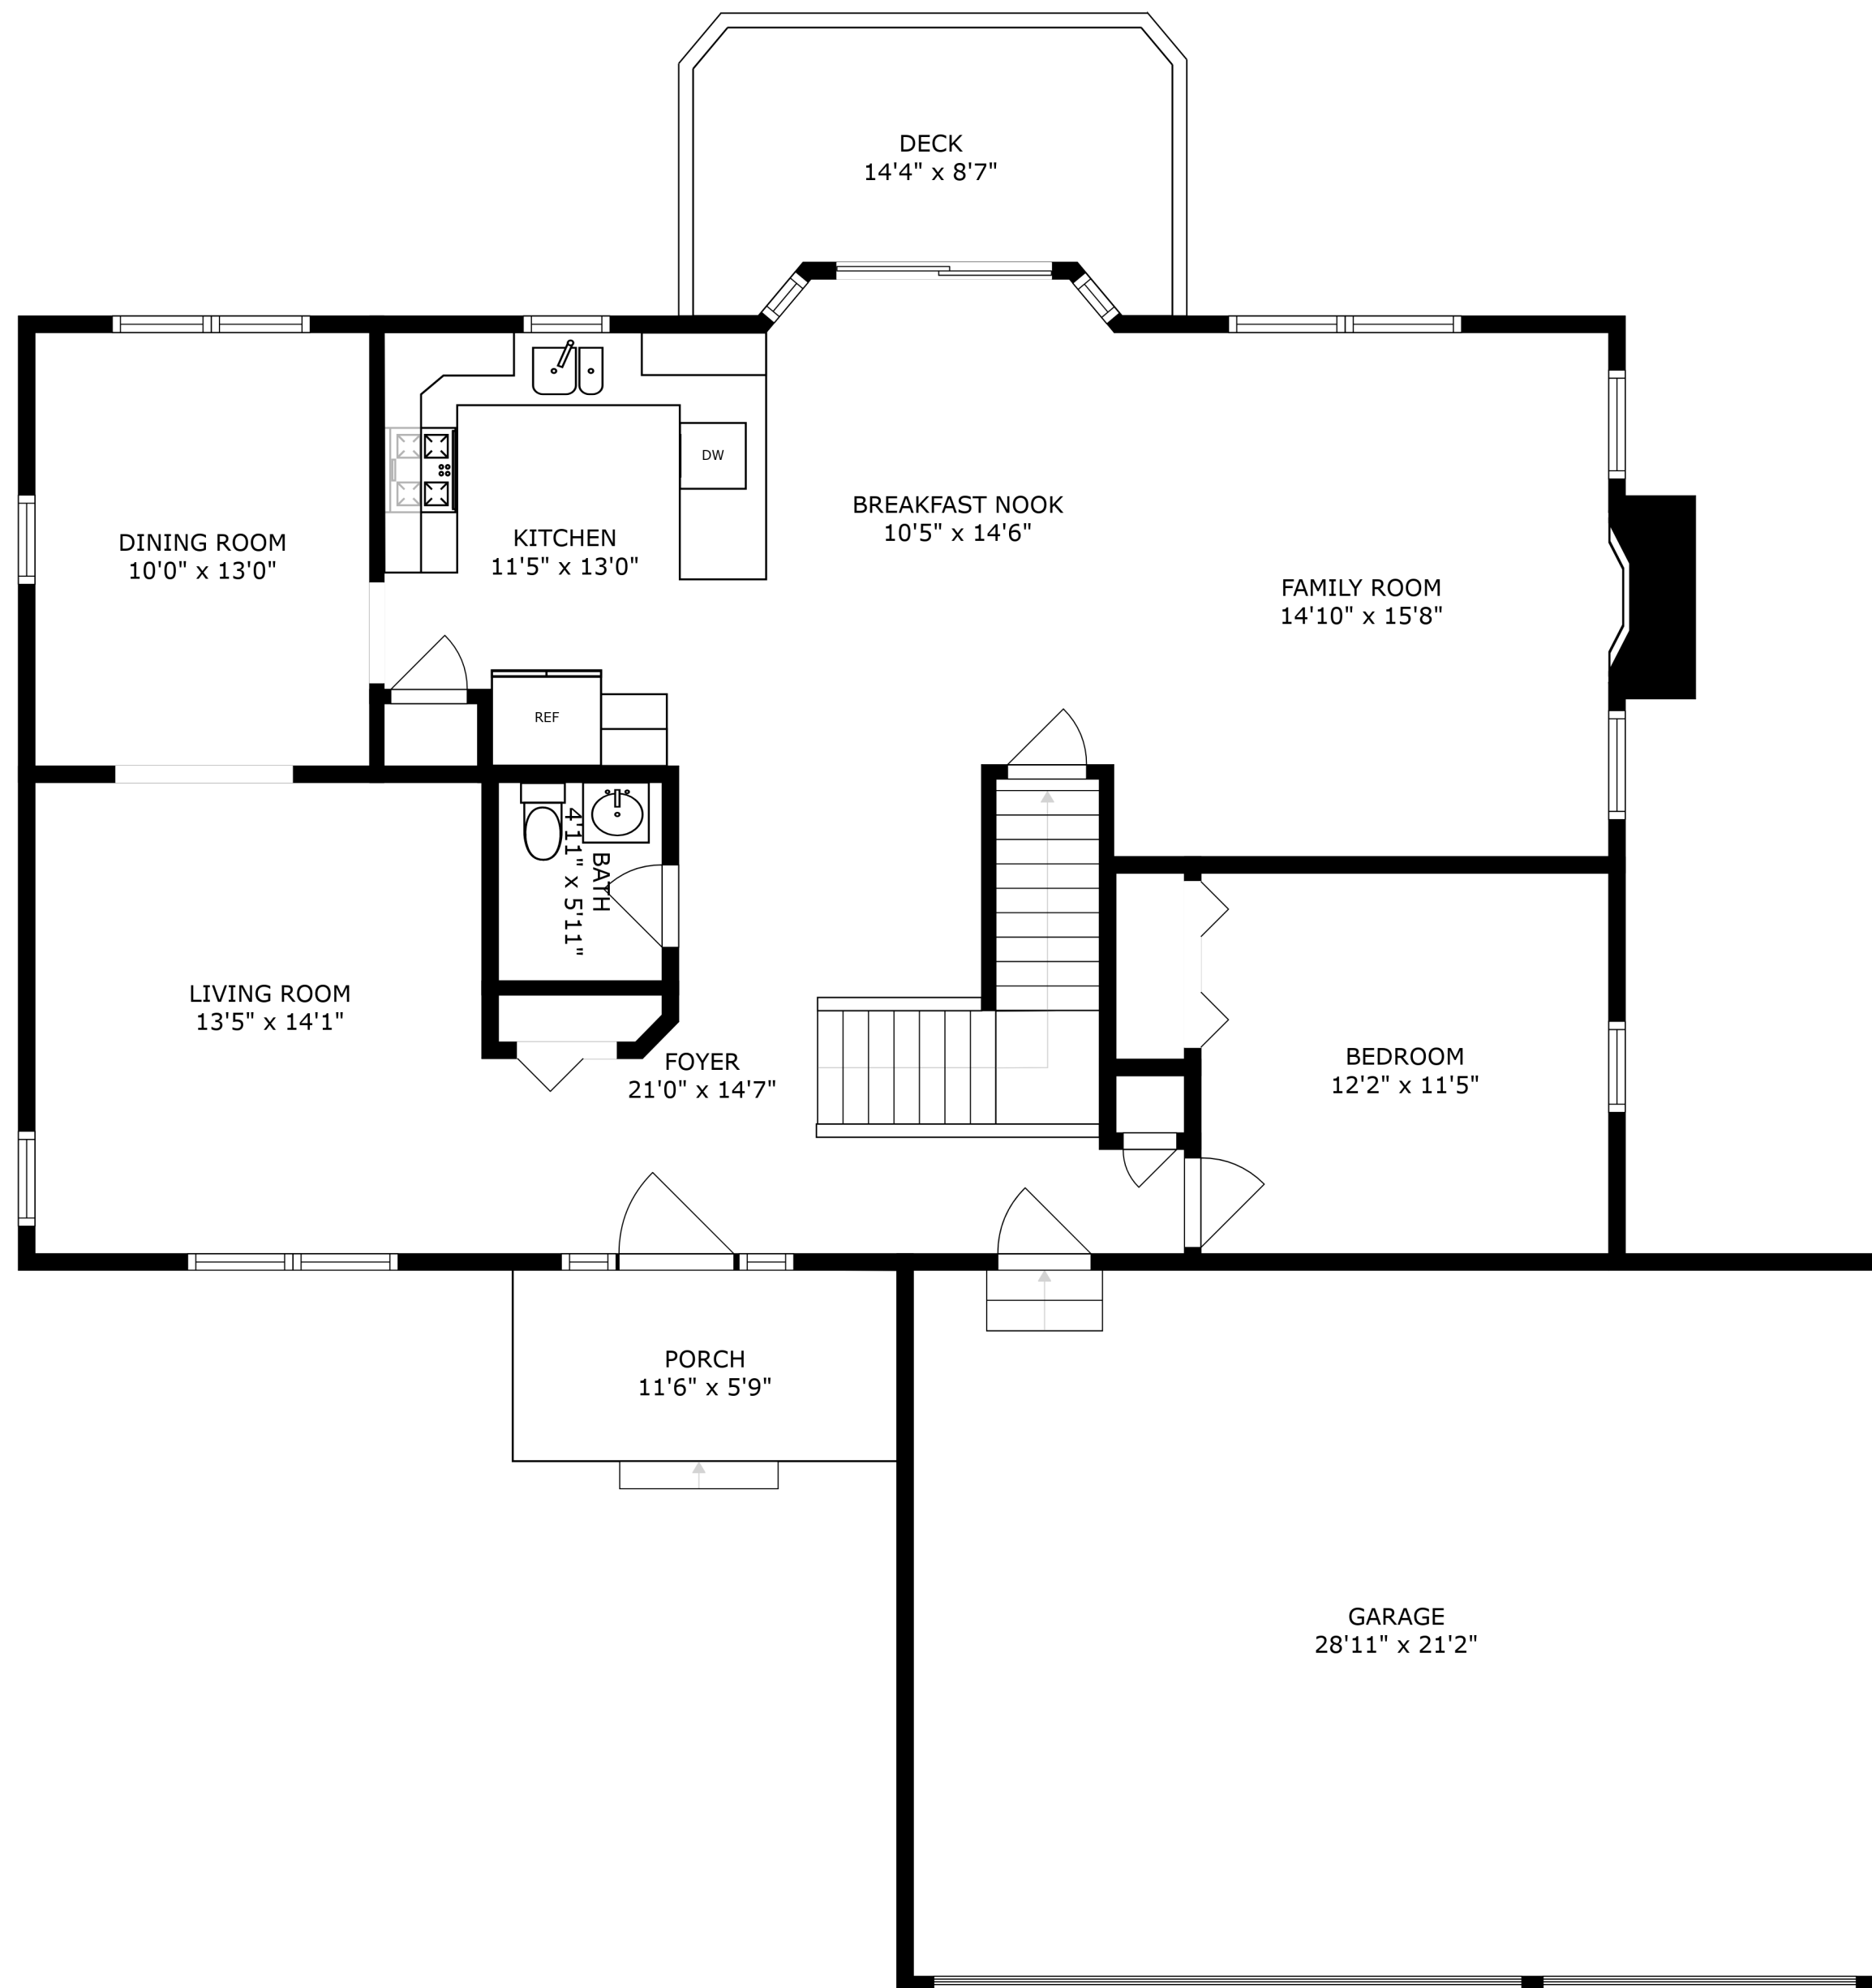 DECK
14'4" x 8'7"
DW
BREAKFAST NOOK
10'5" x 14'6"
KITCHEN
11'5" x 13'0"
DINING ROOM
10'0" x 13'0"
FAMILY ROOM
14'10" x 15'8"
REF
BATH
4'11" x 5'11"
LIVING ROOM
13'5" x 14'1"
FOYER
21'0" x 14'7"
BEDROOM
12'2" x 11'5"
PORCH
11'6" x 5'9"
GARAGE
28'11" x 21'2"